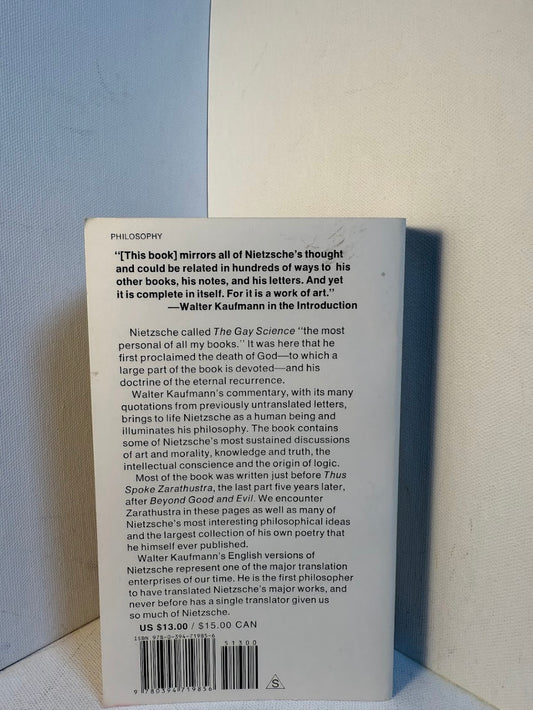 PHILOSOPHY
“[This book] mirrors all of Nietzsche’s thought
and could be related in hundreds of ways to his
other books, his notes, and his letters. And yet
it is complete in itself. For it is a work of art.”
—Walter Kaufmann in the Introduction
Nietzsche called The Gay Science “the most
personal of all my books.” It was here that he
first proclaimed the death of God—to which a
large part of the book is devoted—and his
doctrine of the eternal recurrence.
Walter Kaufmann’s commentary, with its many
quotations from previously untranslated letters,
brings to life Nietzsche as a human being and
illuminates his philosophy. The book contains
some of Nietzsche’s most sustained discussions
of art and morality, knowledge and truth, the
intellectual conscience and the origin of logic.
Most of the book was written just before Thus
Spoke Zarathustra, the last part five years later,
after Beyond Good and Evil. We encounter
Zarathustra in these pages as well as many of
Nietzsche’s most interesting philosophical ideas
and the largest collection of his own poetry that
he himself ever published.
Walter Kaufmann’s English versions of
Nietzsche represent one of the major translation
enterprises of our time. He is the first philosopher
to have translated Nietzsche’s major works, and
never before has a single translator given us
so much of Nietzsche.
US $13.00 / $15.00 CAN
ISBN 978-0-394-71985-6
51300
9 780394 719856
S